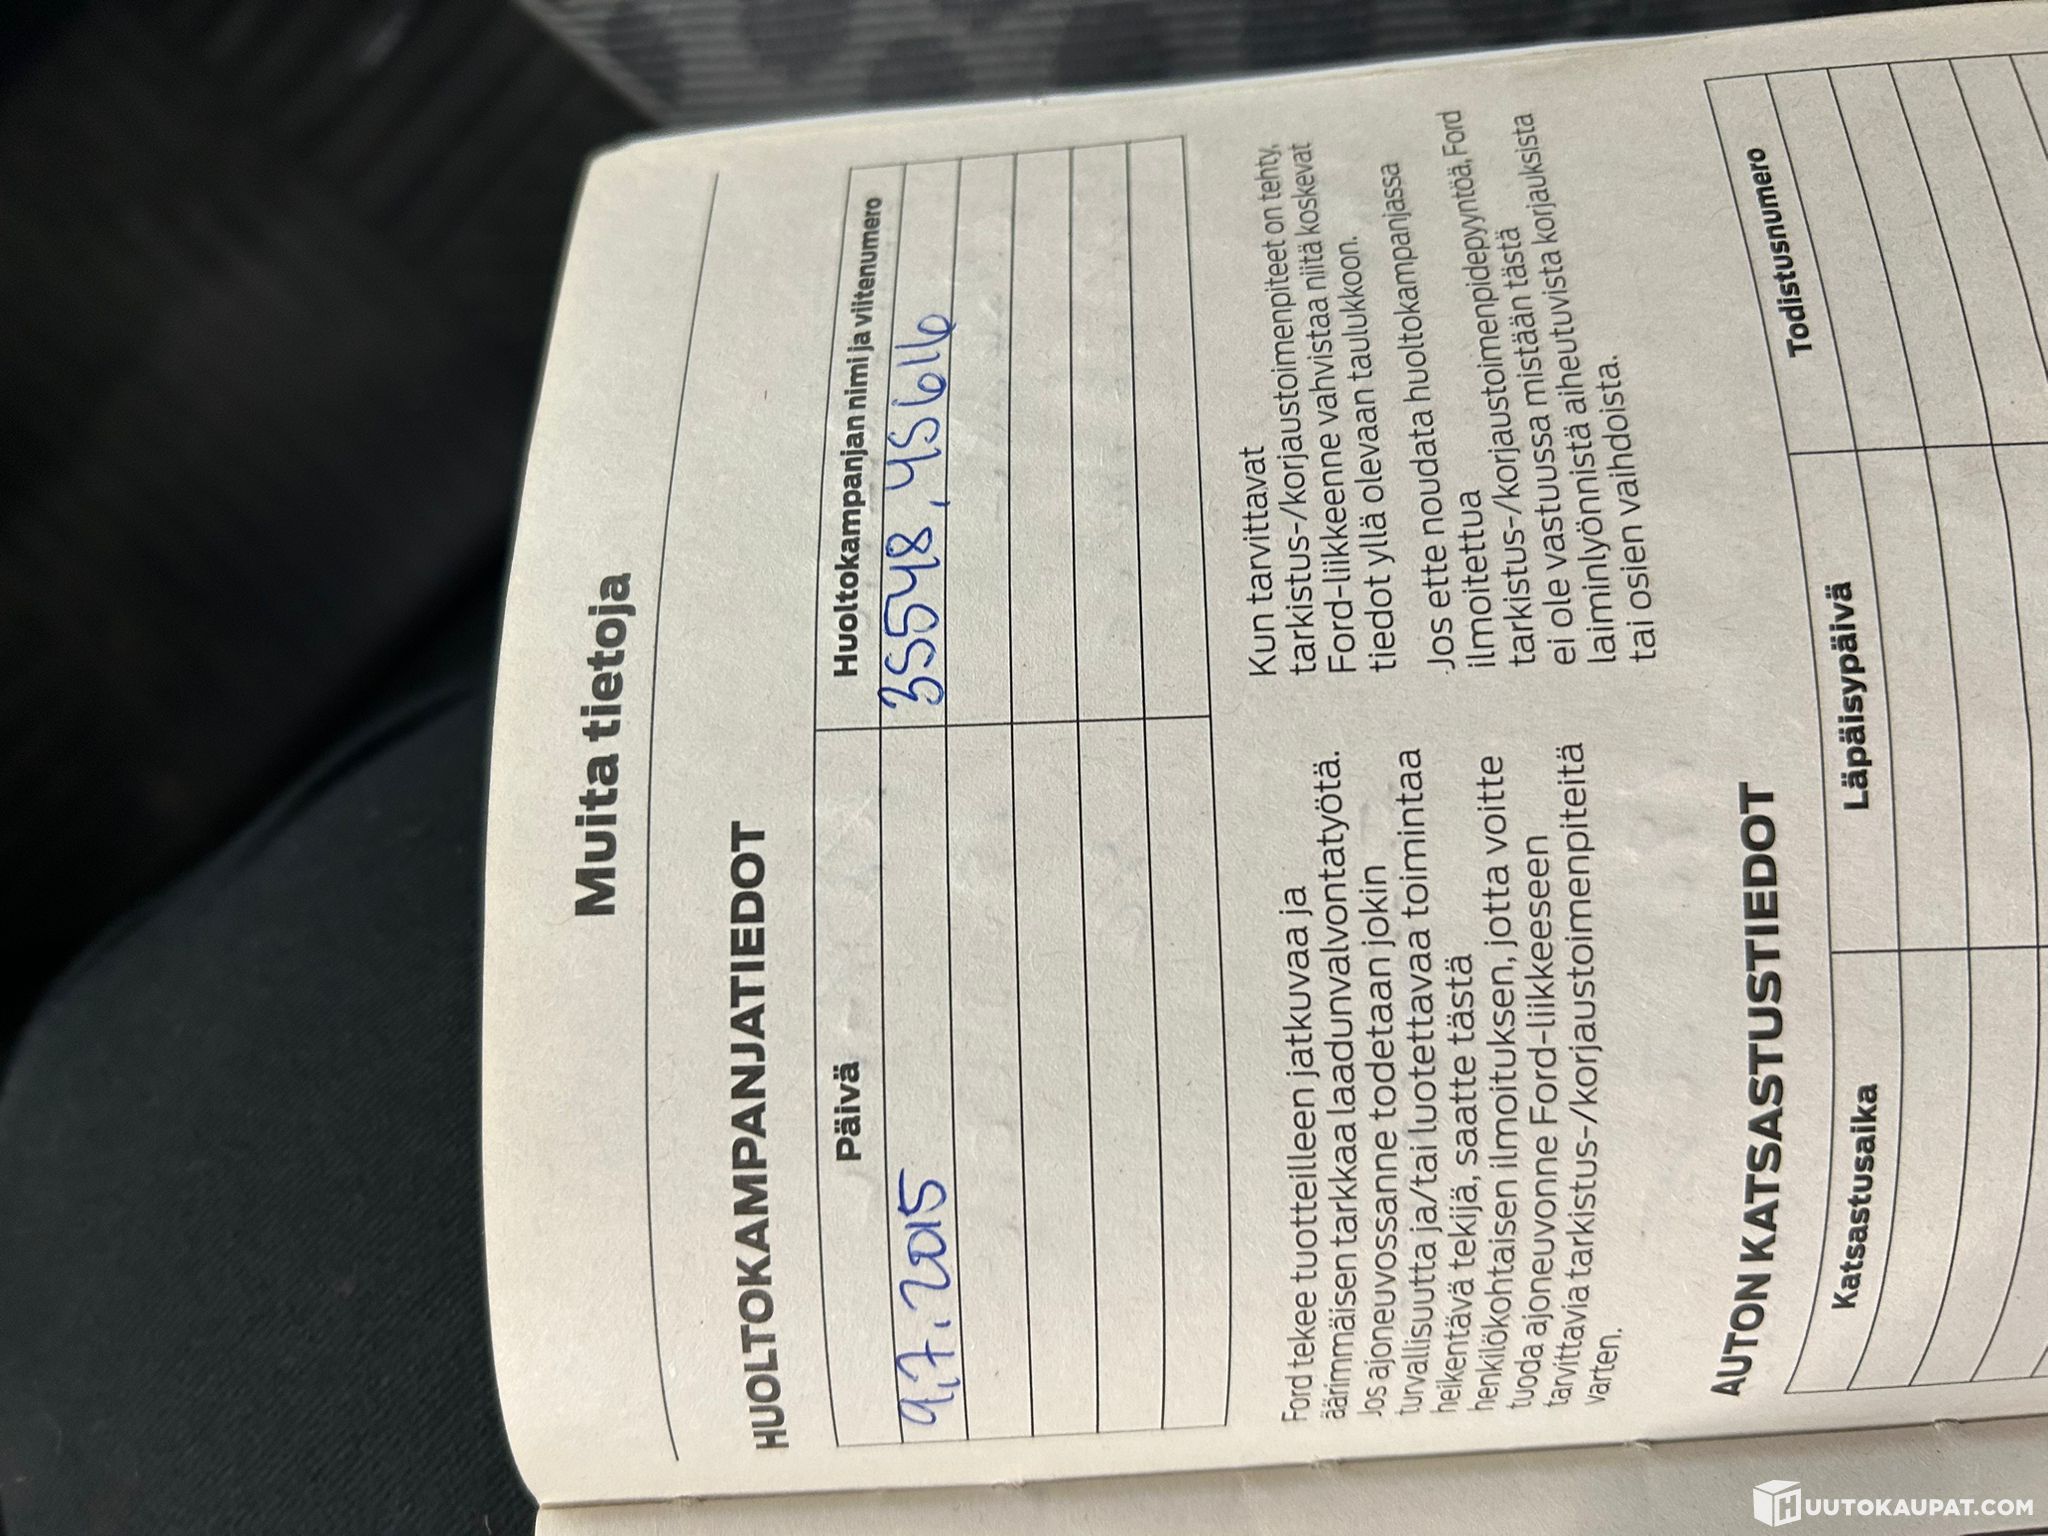 Muita tietoja
HUOLTOKAMPANJATIEDOT
Päivä Huoltokampanjan nimi ja viitenumero
9.7.2015 35548, 45616
Ford tekee tuotteilleen jatkuvaa ja
äärimmäisen tarkkaa laadunvalvontatyötä.
Jos ajoneuvossanne todetaan jokin
turvallisuutta ja/tai luotettavaa toimintaa
heikentävä tekijä, saatte tästä
henkilökohtaisen ilmoituksen, jotta voitte
tuoda ajoneuvonne Ford-liikkeeseen
tarvittavia tarkistus-/korjaustoimenpiteitä
varten.
Kun tarvittavat
tarkistus-/korjaustoimenpiteet on tehty,
Ford-liikkeenne vahvistaa niitä koskevat
tiedot yllä olevaan taulukkoon.
Jos ette noudata huoltokampanjassa
ilmoitettua
tarkistus-/korjaustoimenpidepyyntöä, Ford
ei ole vastuussa mistään tästä
laiminlyönnistä aiheutuvista korjauksista
tai osien vaihdoista.
AUTON KATSASTUSTIEDOT
Katsastusaika Läpäisypäivä Todistusnumero
HUUTOKAUPAT.COM